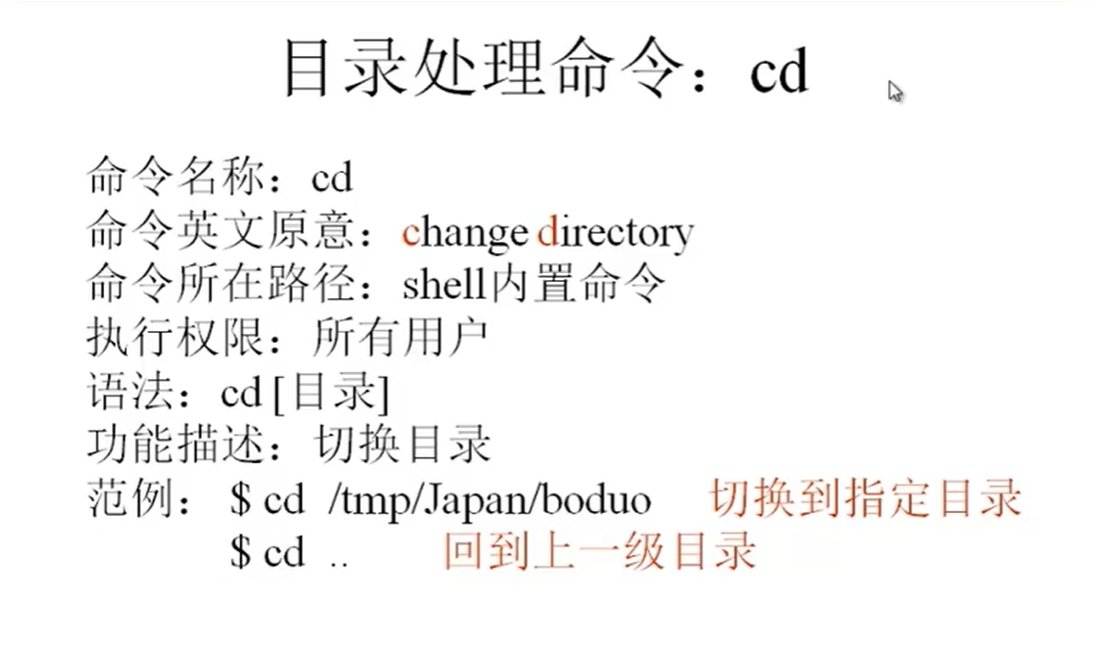 目录处理命令：cd
命令名称：cd
命令英文原意：change directory
命令所在路径：shell内置命令
执行权限：所有用户
语法：cd [目录]
功能描述：切换目录
范例： $ cd /tmp/Japan/boduo 切换到指定目录
$ cd .. 回到上一级目录